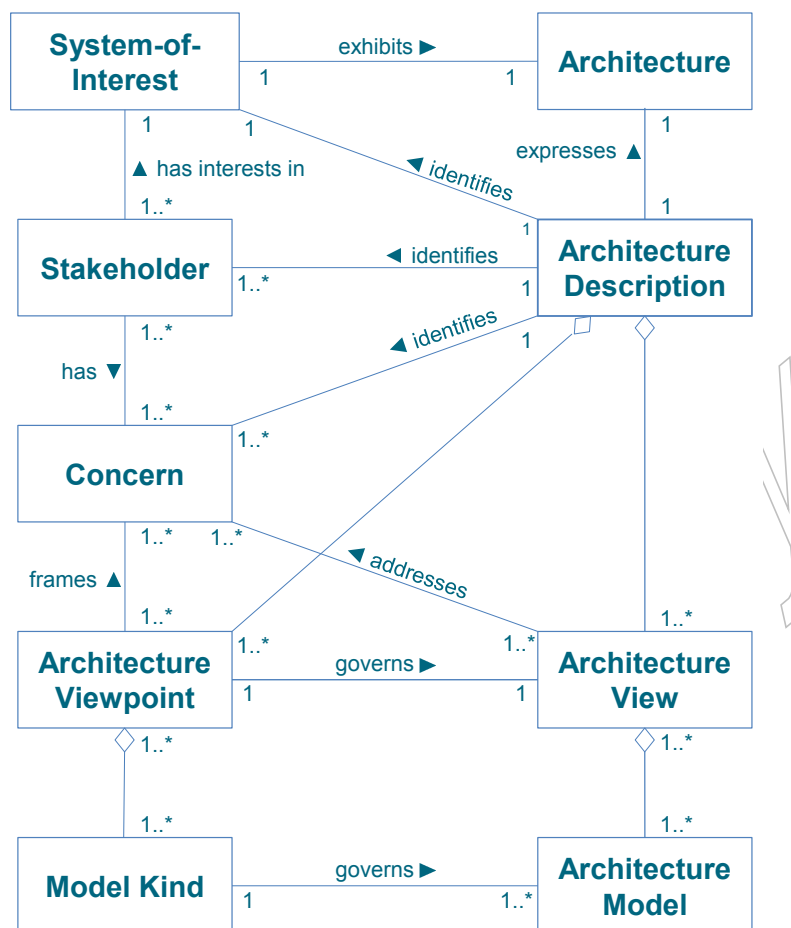 System-of-
Interest
exhibits ►
1
1
Architecture
1
1
◄ identifies
1
expresses ▲
1
▲ has interests in
1..*
1
Stakeholder
◄ identifies
1..*
1
Architecture
Description
1..*
has ▼
1..*
◄ identifies
1
1..*
Concern
1..*
1..*
◄ addresses
frames ▲
1..*
1..*
1..*
1..*
Architecture
Viewpoint
governs ►
1
1
Architecture
View
1..*
1..*
1..*
1..*
Model Kind
governs ►
1
1..*
Architecture
Model